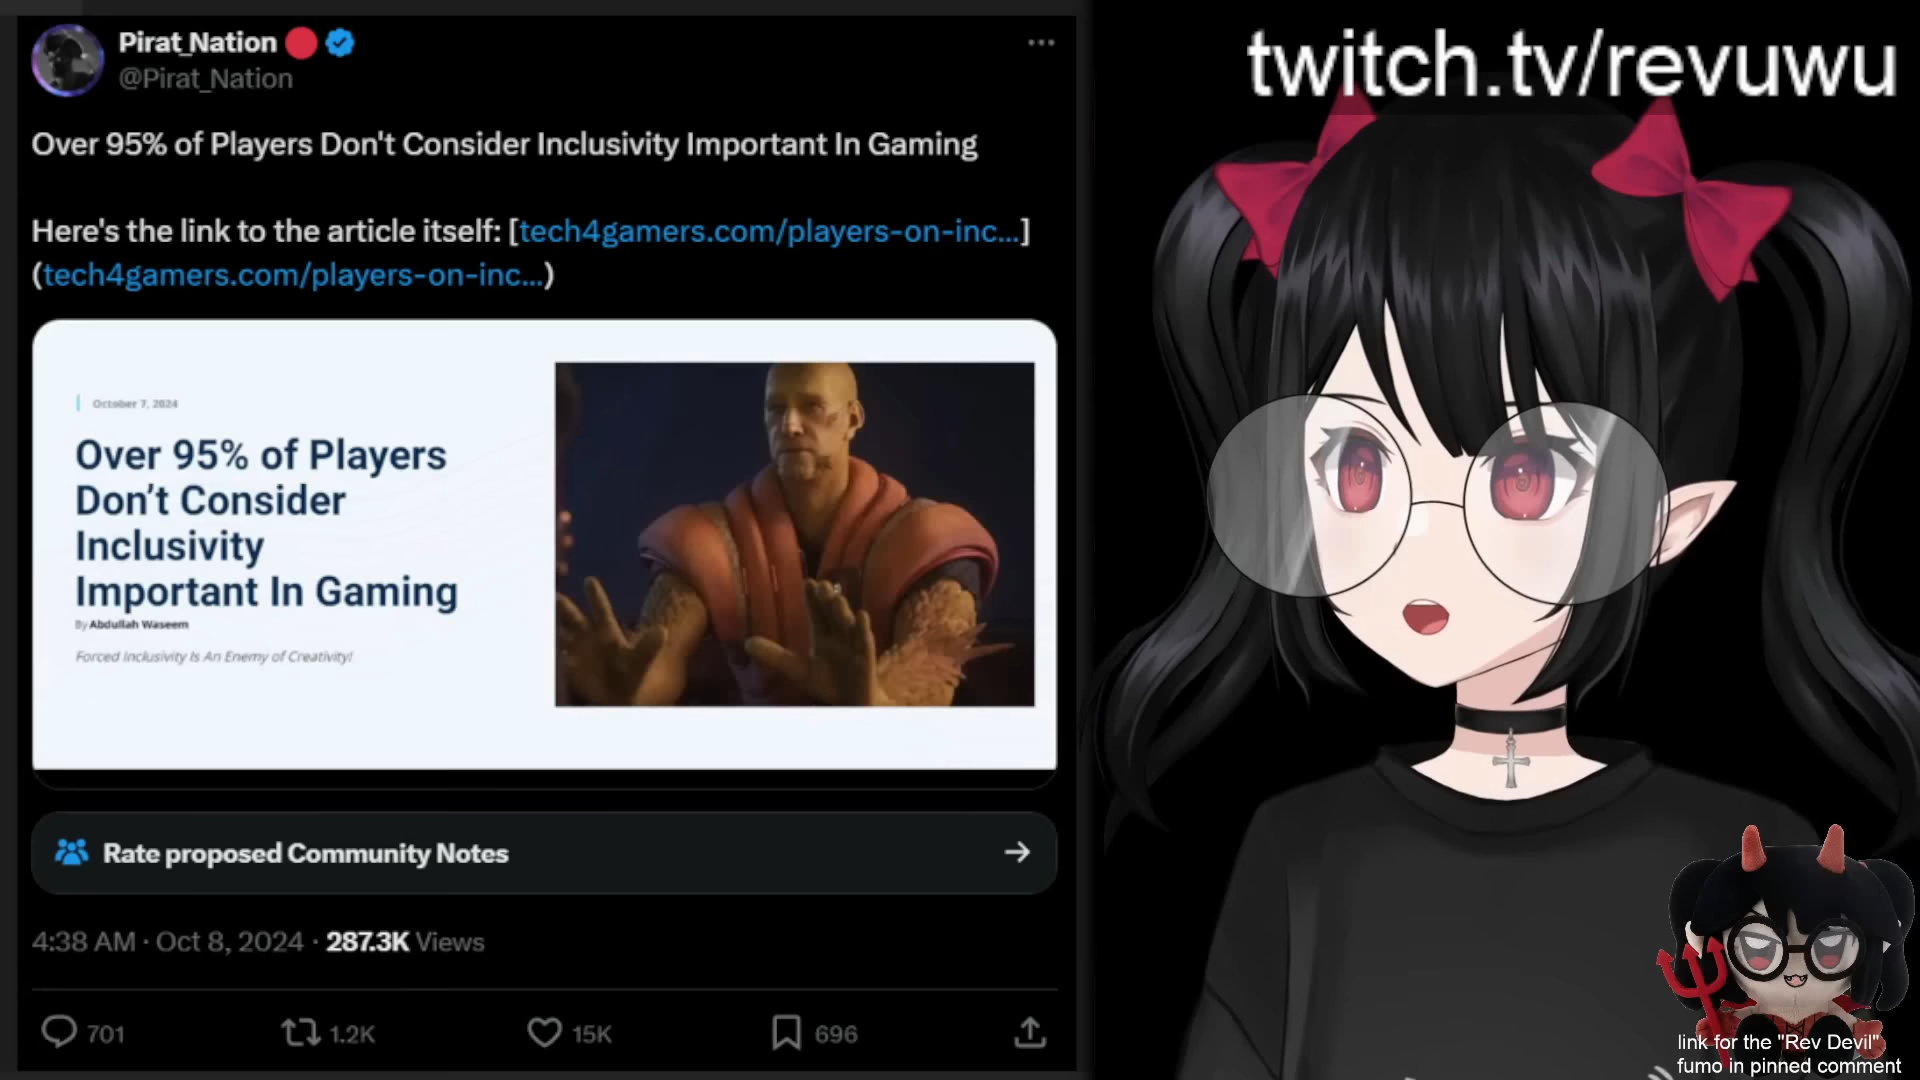 Pirat_Nation
@Pirat_Nation
Over 95% of Players Don't Consider Inclusivity Important In Gaming
Here's the link to the article itself: [tech4gamers.com/players-on-inc...]
(tech4gamers.com/players-on-inc...)
October 7, 2024
Over 95% of Players
Don’t Consider
Inclusivity
Important In Gaming
By Abdullah Waseem
Forced Inclusivity Is An Enemy of Creativity!
Rate proposed Community Notes
4:38 AM · Oct 8, 2024 · 287.3K Views
701 1.2K 15K 696
twitch.tv/revuwu
link for the "Rev Devil"
fumo in pinned comment